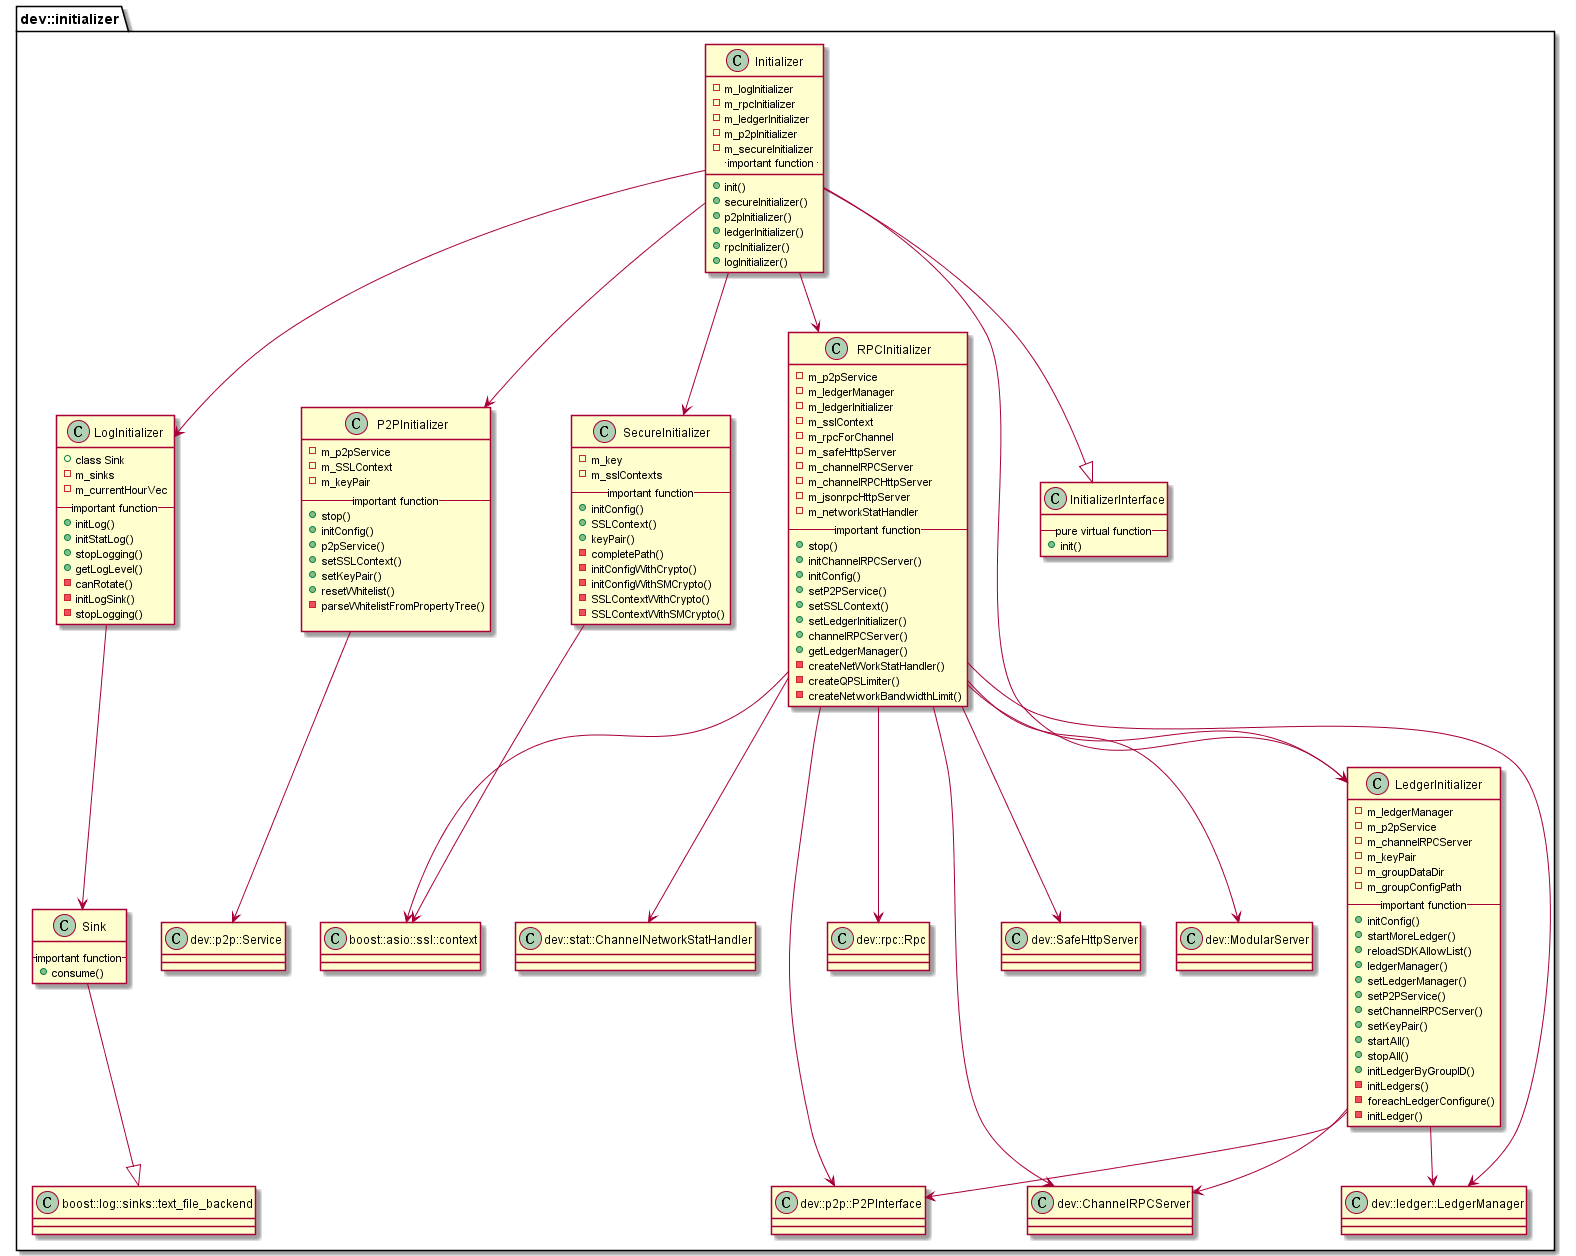 dev::initializer
C Initializer
m_logInitializer
m_rpcInitializer
m_ledgerInitializer
m_p2pInitializer
m_secureInitializer
important function
init()
secureInitializer()
p2pInitializer()
ledgerInitializer()
rpcInitializer()
logInitializer()
C LogInitializer
class Sink
m_sinks
m_currentHourVec
important function
initLog()
initStatLog()
stopLogging()
getLogLevel()
canRotate()
initLogSink()
stopLogging()
C P2PInitializer
m_p2pService
m_SSLContext
m_keyPair
important function
stop()
initConfig()
p2pService()
setSSLContext()
setKeyPair()
resetWhitelist()
parseWhitelistFromPropertyTree()
C SecureInitializer
m_key
m_sslContexts
important function
initConfig()
SSLContext()
keyPair()
completePath()
initConfigWithCrypto()
initConfigWithSMCrypto()
SSLContextWithCrypto()
SSLContextWithSMCrypto()
C RPCInitializer
m_p2pService
m_ledgerManager
m_ledgerInitializer
m_sslContext
m_rpcForChannel
m_safeHttpServer
m_channelRPCServer
m_channelRPCHttpServer
m_jsonrpcHttpServer
m_networkStatHandler
important function
stop()
initChannelRPCServer()
initConfig()
setP2PService()
setSSLContext()
setLedgerInitializer()
channelRPCServer()
getLedgerManager()
createNetWorkStatHandler()
createQPSLimiter()
createNetworkBandwidthLimit()
C InitializerInterface
pure virtual function
init()
C LedgerInitializer
m_ledgerManager
m_p2pService
m_channelRPCServer
m_keyPair
m_groupDataDir
m_groupConfigPath
important function
initConfig()
startMoreLedger()
reloadSDKAllowList()
ledgerManager()
setLedgerManager()
setP2PService()
setChannelRPCServer()
setKeyPair()
startAll()
stopAll()
initLedgerByGroupID()
initLedgers()
foreachLedgerConfigure()
initLedger()
C Sink
important function
consume()
C dev::p2p::Service
C boost::asio::ssl::context
C dev::stat::ChannelNetworkStatHandler
C dev::rpc::Rpc
C dev::SafeHttpServer
C dev::ModularServer
C boost::log::sinks::text_file_backend
C dev::p2p::P2PInterface
C dev::ChannelRPCServer
C dev::ledger::LedgerManager